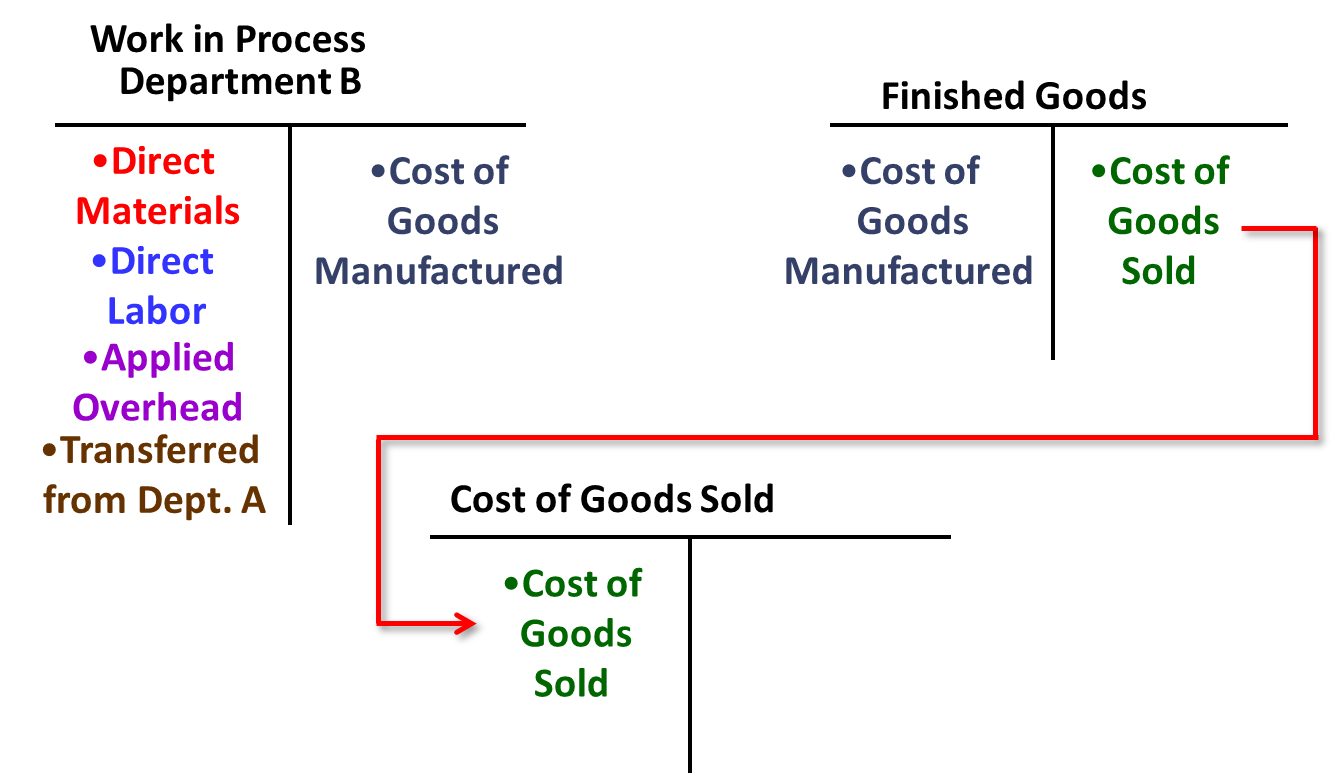 Work in Process
Department B
•Direct
Materials
•Direct
Labor
•Applied
Overhead
•Transferred
from Dept. A
•Cost of
Goods
Manufactured
Finished Goods
•Cost of
Goods
Manufactured
•Cost of
Goods
Sold
Cost of Goods Sold
•Cost of
Goods
Sold